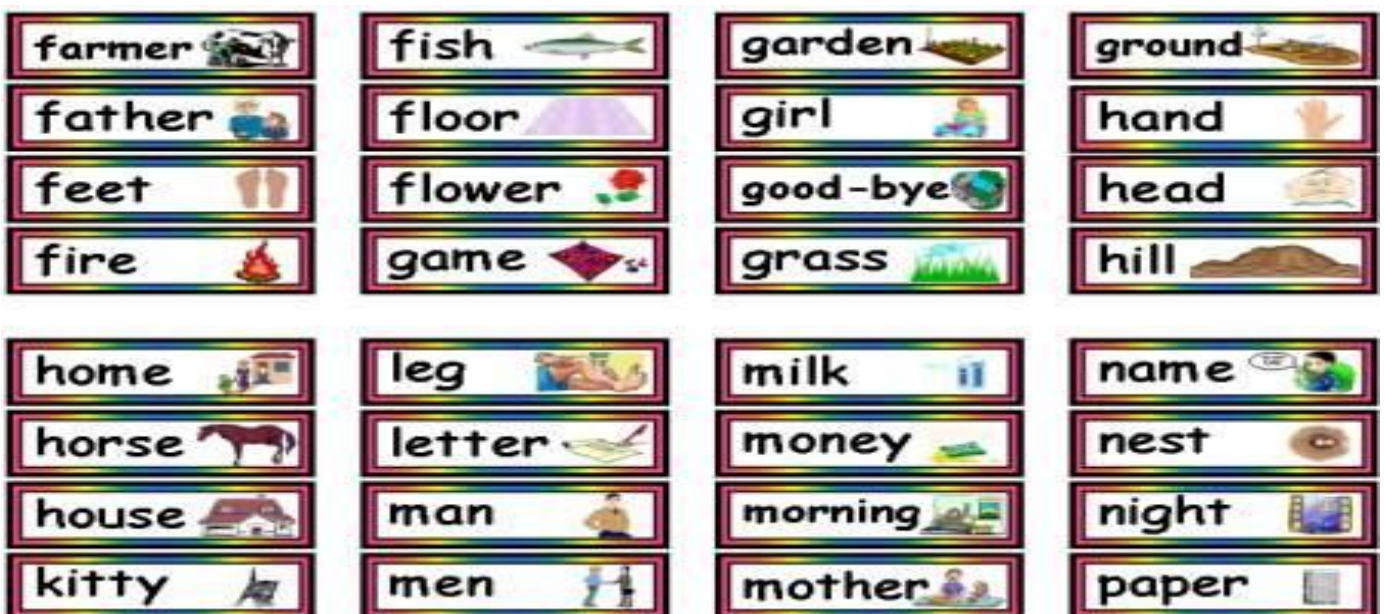 farmer
father
feet
fire
fish
floor
flower
game
garden
girl
good-bye
grass
ground
hand
head
hill
home
horse
house
kitty
leg
letter
man
men
milk
money
morning
mother
name
nest
night
paper